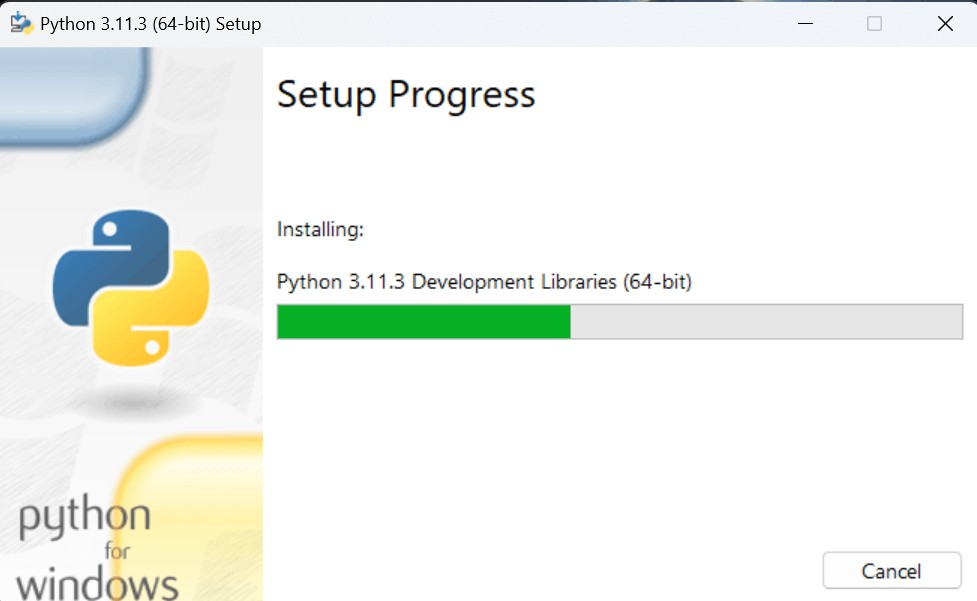 Python 3.11.3 (64-bit) Setup
Setup Progress
Installing:
Python 3.11.3 Development Libraries (64-bit)
python
for
windows
Cancel